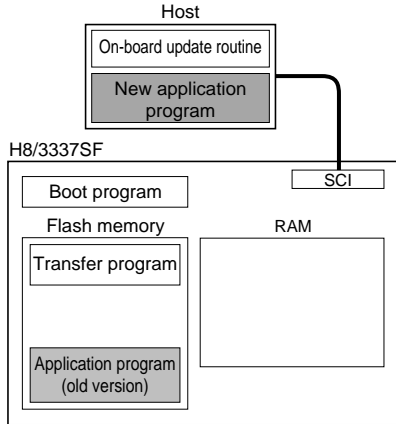 Host
On-board update routine
New application
program
H8/3337SF
SCI
Boot program
Flash memory
RAM
Transfer program
Application program
(old version)